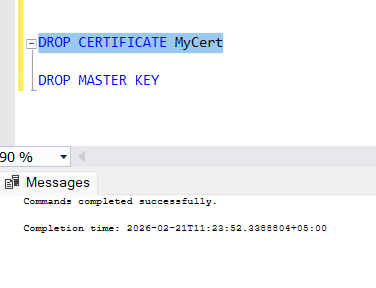 DROP CERTIFICATE MyCert
DROP MASTER KEY
90 %
Messages
Commands completed successfully.
Completion time: 2026-02-21T11:23:52.3388804+05:00